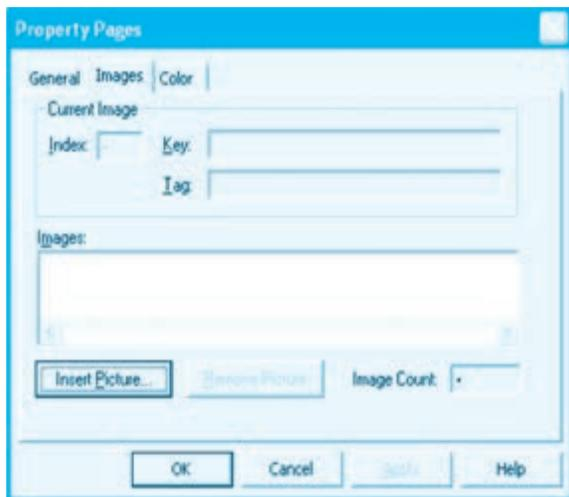 Property Pages
General Images Color
Current Image
Index: Key:
Tag:
Images:
Insert Picture... Remove Picture Image Count:
OK Cancel Apply Help